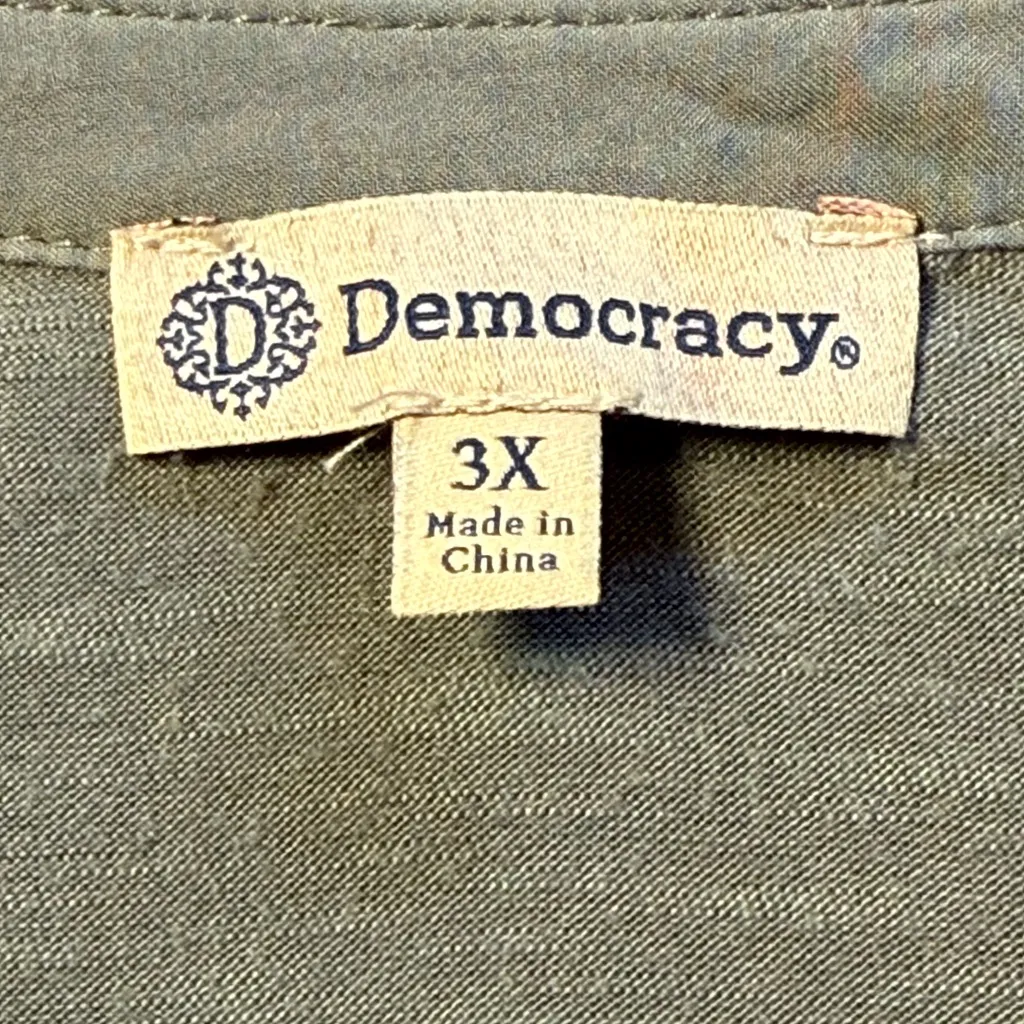 D Democracy®
3X
Made in
China